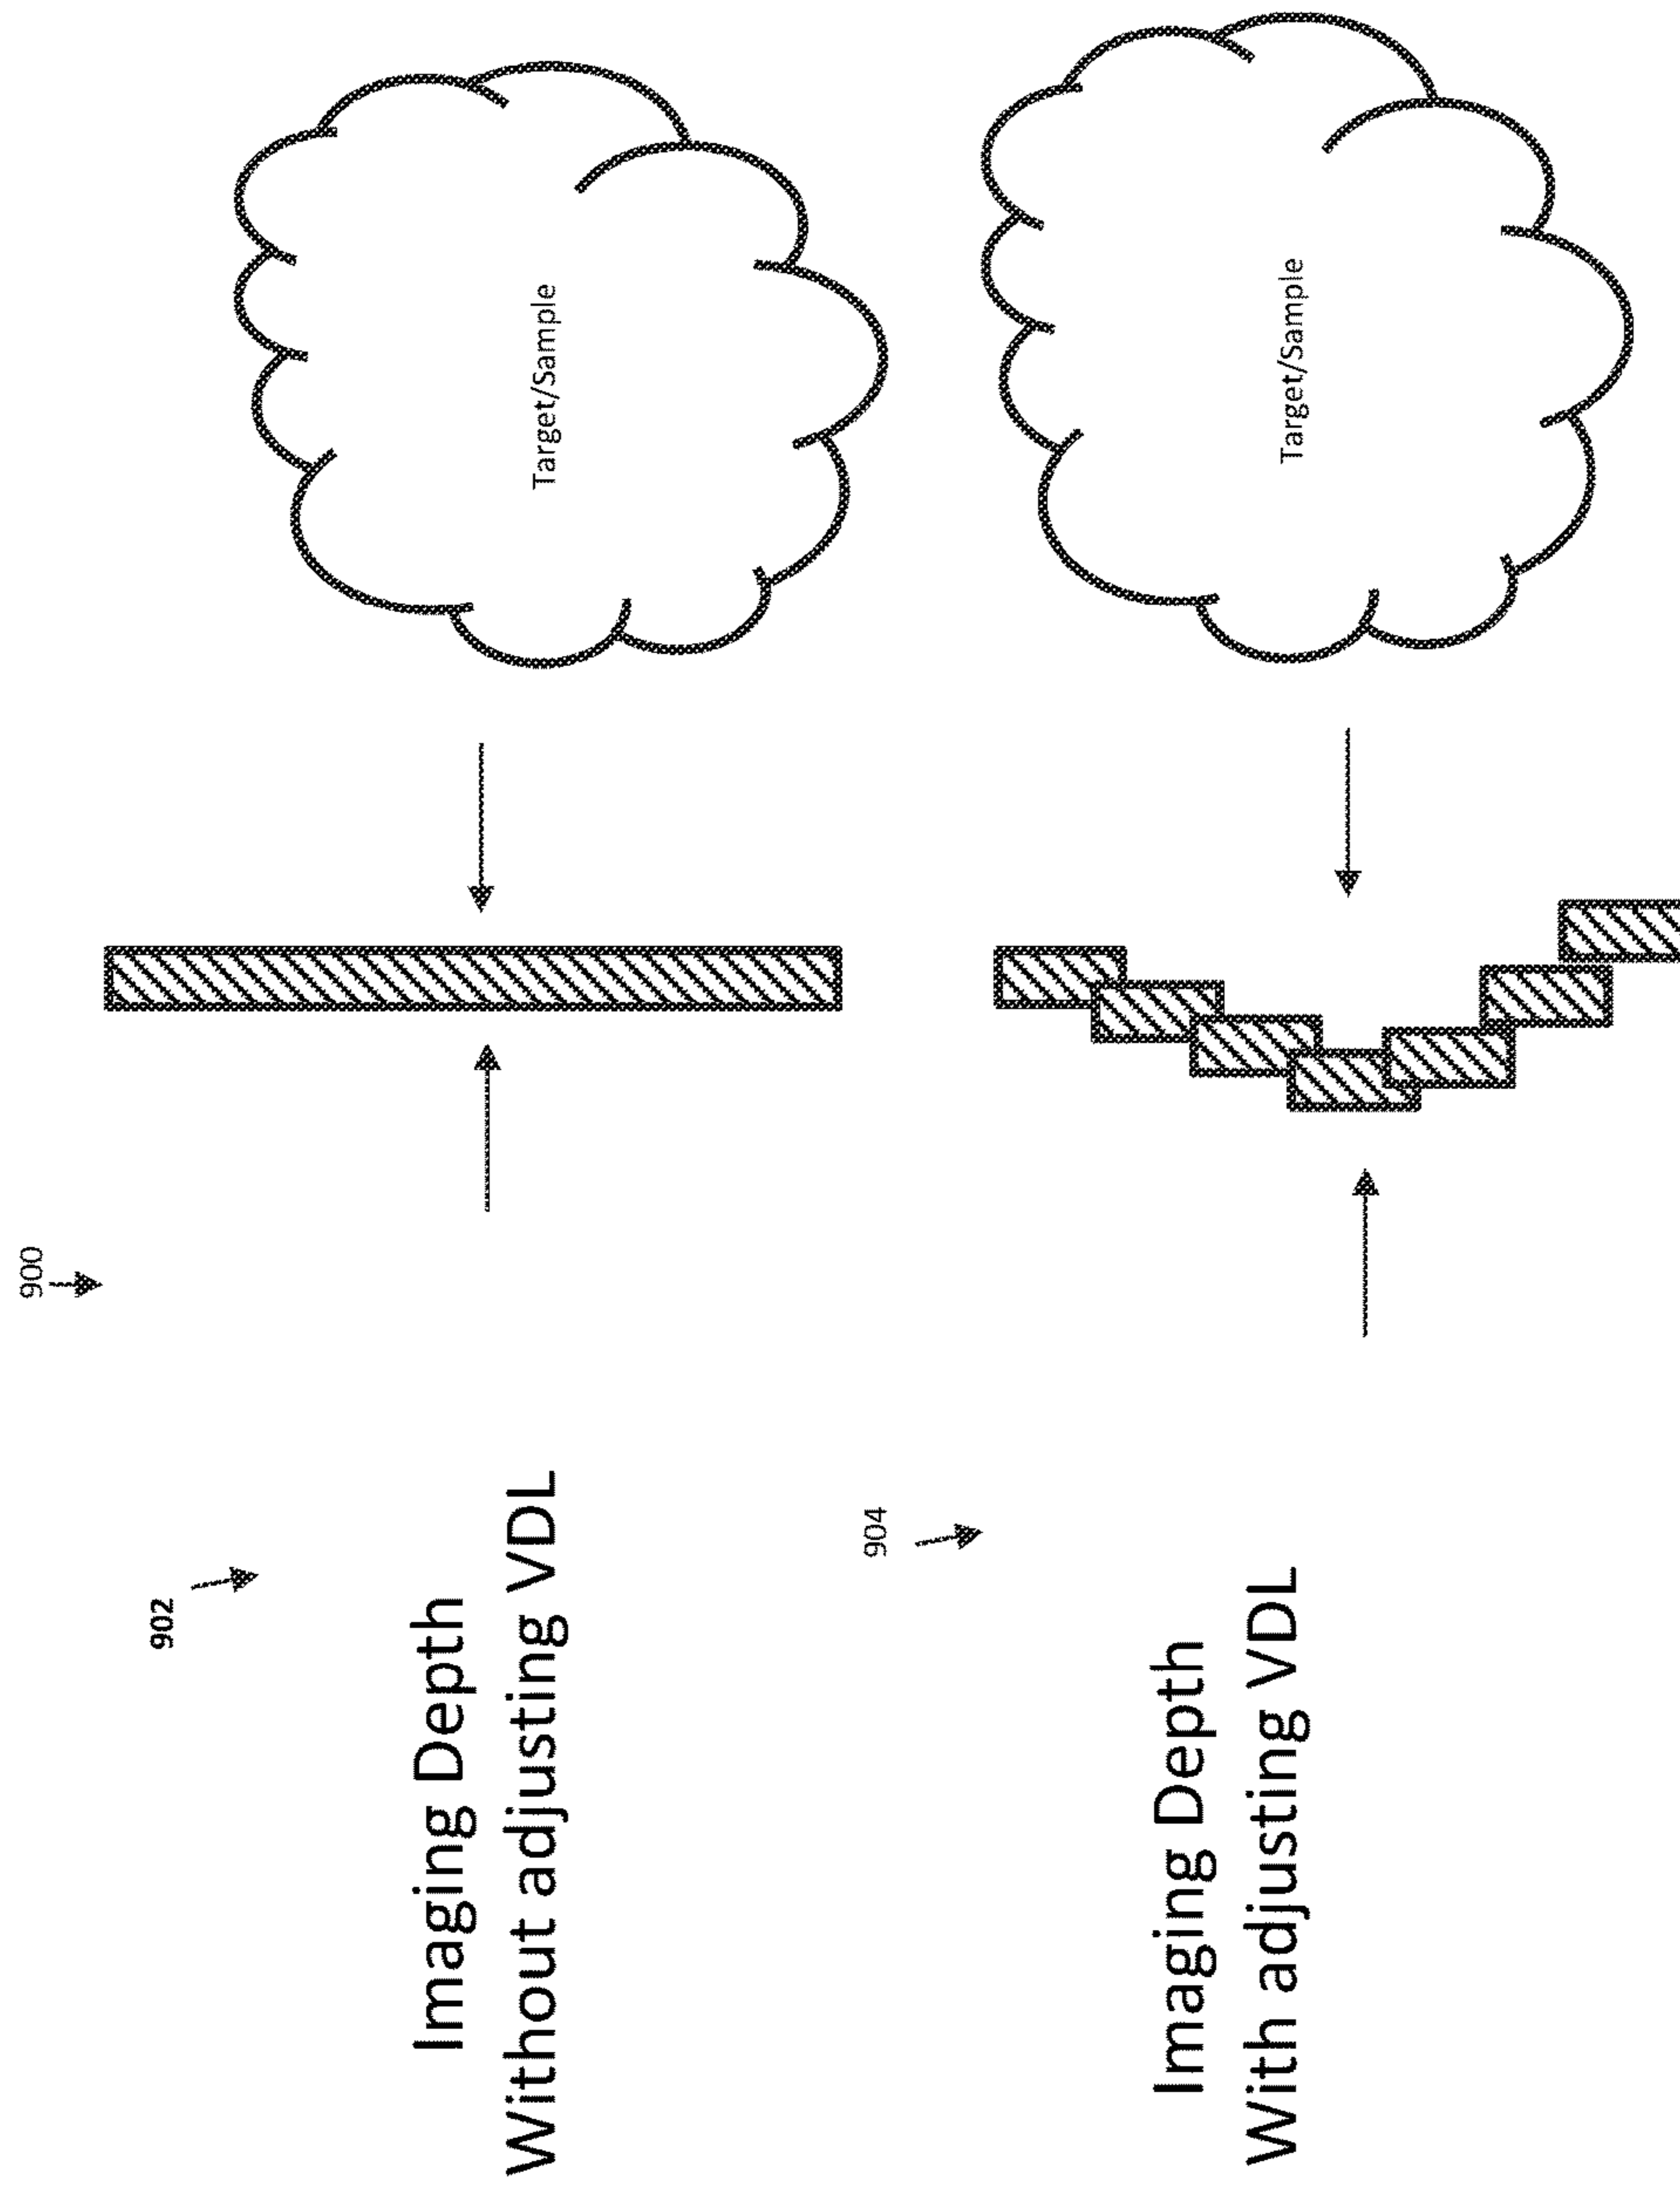 900
902
Imaging Depth
Without adjusting VDL
Target/Sample
904
Imaging Depth
With adjusting VDL
Target/Sample